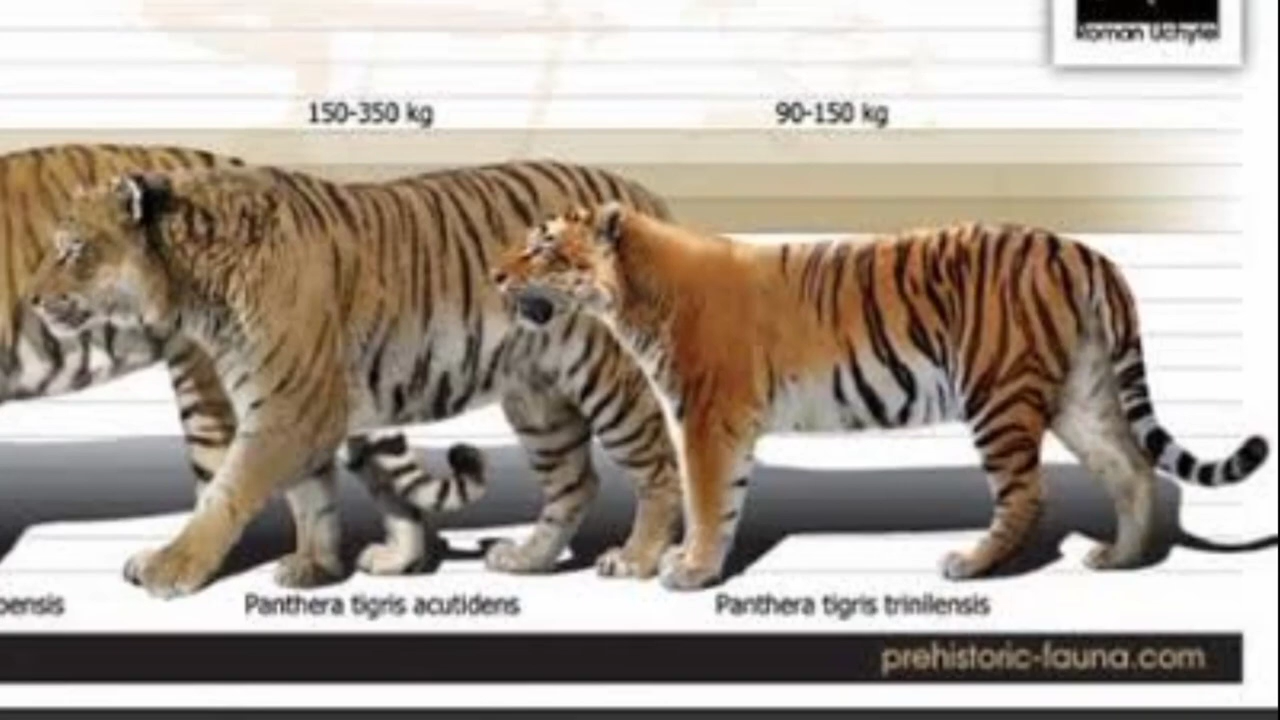 Roman Uchytel
150-350 kg
90-150 kg
Panthera tigris acutidens
Panthera tigris trinilensis
prehistoric-fauna.com